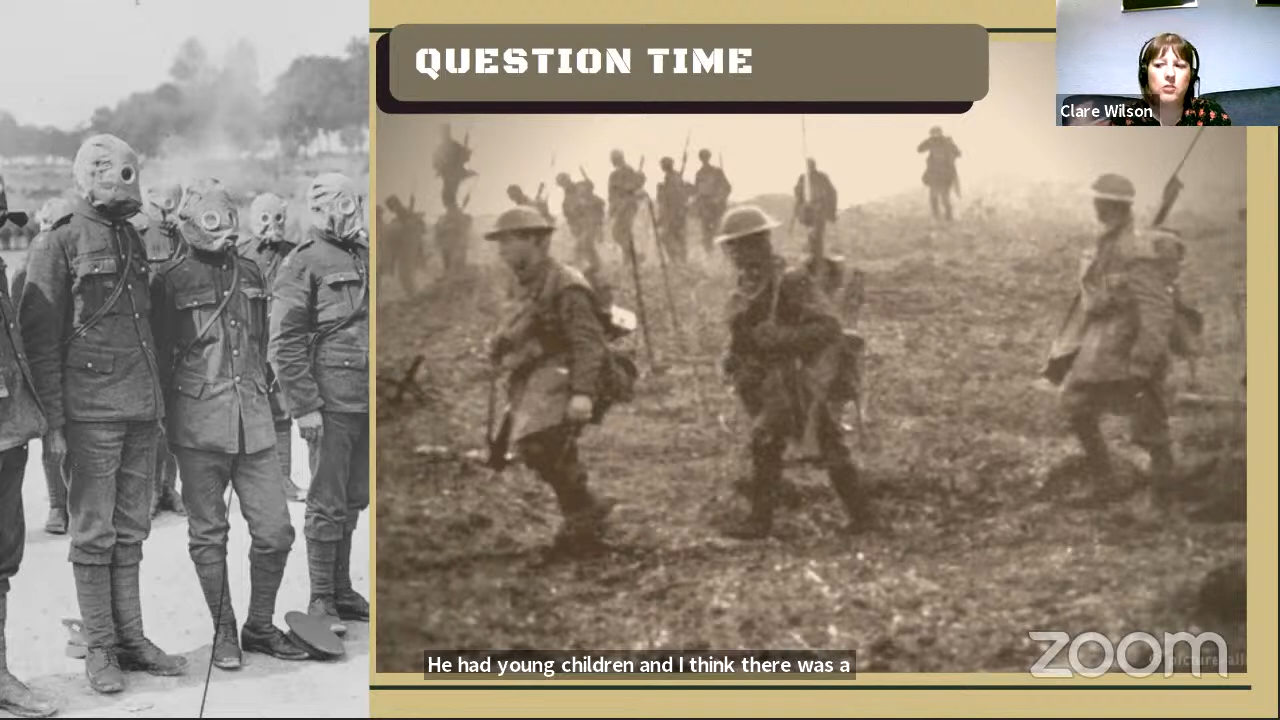 QUESTION TIME
Clare Wilson
He had young children and I think there was a
zoom